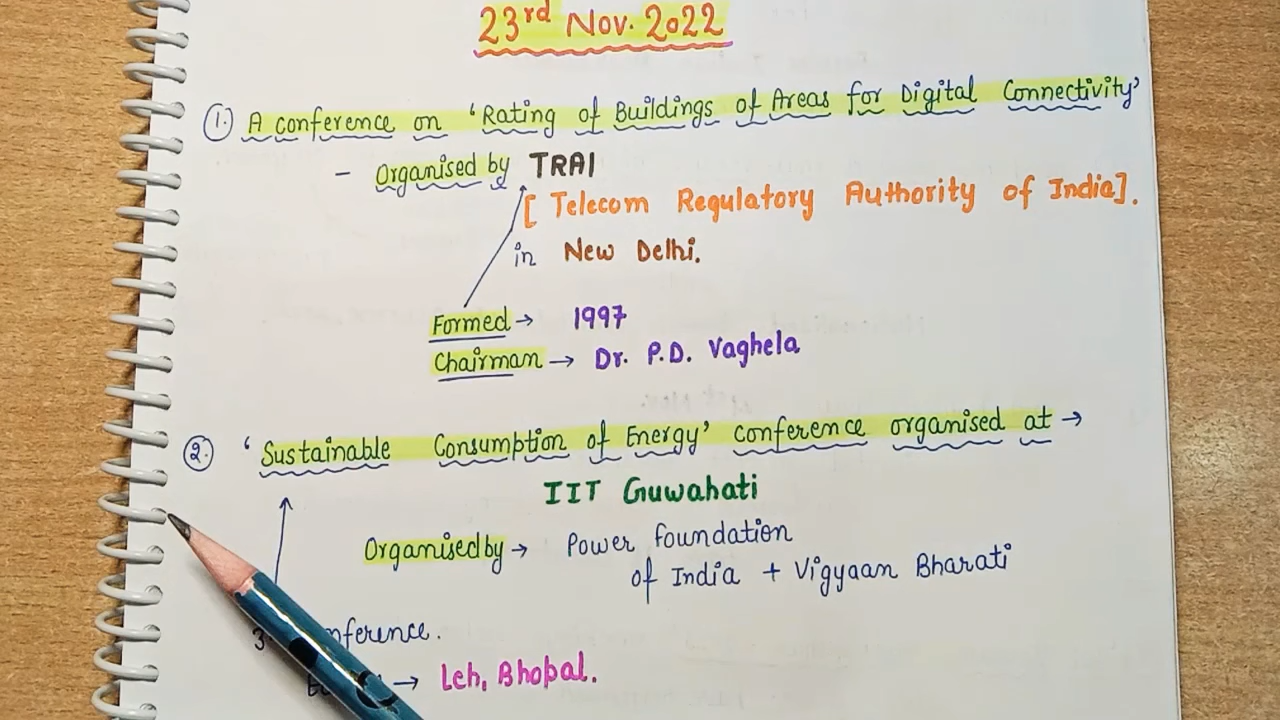 23rd Nov. 2022
1. A conference on 'Rating of Buildings of Areas for Digital Connectivity'
- Organised by TRAI
[Telecom Regulatory Authority of India].
in New Delhi.
Formed → 1997
Chairman → Dr. P.D. Vaghela
2. 'Sustainable Consumption of Energy' conference organised at →
IIT Guwahati
Organised by → Power foundation
of India + Vigyaan Bharati
→ Leh, Bhopal.